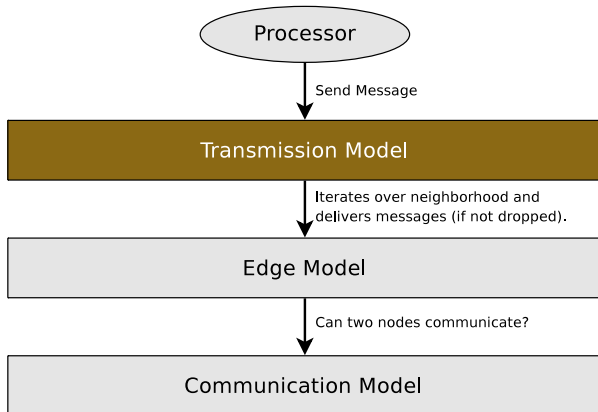 Processor
Send Message
Transmission Model
Iterates over neighborhood and
delivers messages (if not dropped).
Edge Model
Can two nodes communicate?
Communication Model